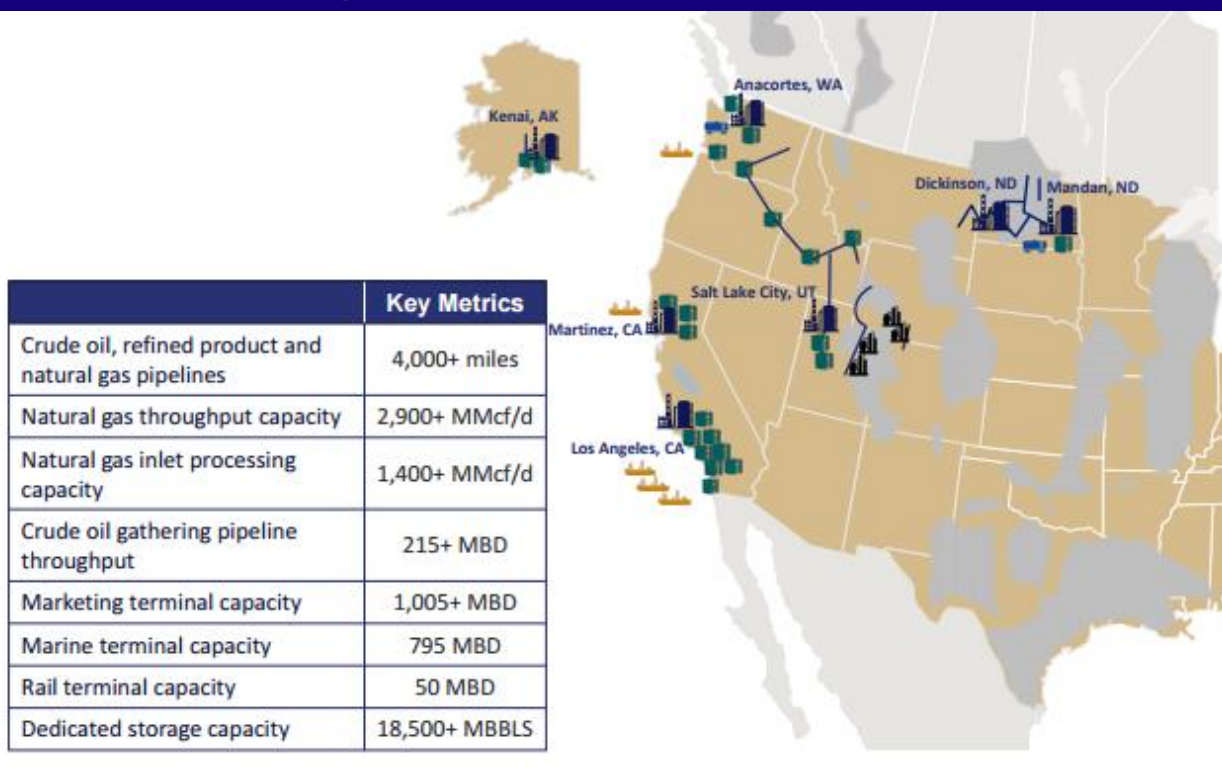 Anacortes, WA
Kenai, AK
Dickinson, ND
Mandan, ND
Salt Lake City, UT
Martinez, CA
Los Angeles, CA
Key Metrics
Crude oil, refined product and
natural gas pipelines
4,000+ miles
Natural gas throughput capacity
2,900+ MMcf/d
Natural gas inlet processing
capacity
1,400+ MMcf/d
Crude oil gathering pipeline
throughput
215+ MBD
Marketing terminal capacity
1,005+ MBD
Marine terminal capacity
795 MBD
Rail terminal capacity
50 MBD
Dedicated storage capacity
18,500+ MBBLS